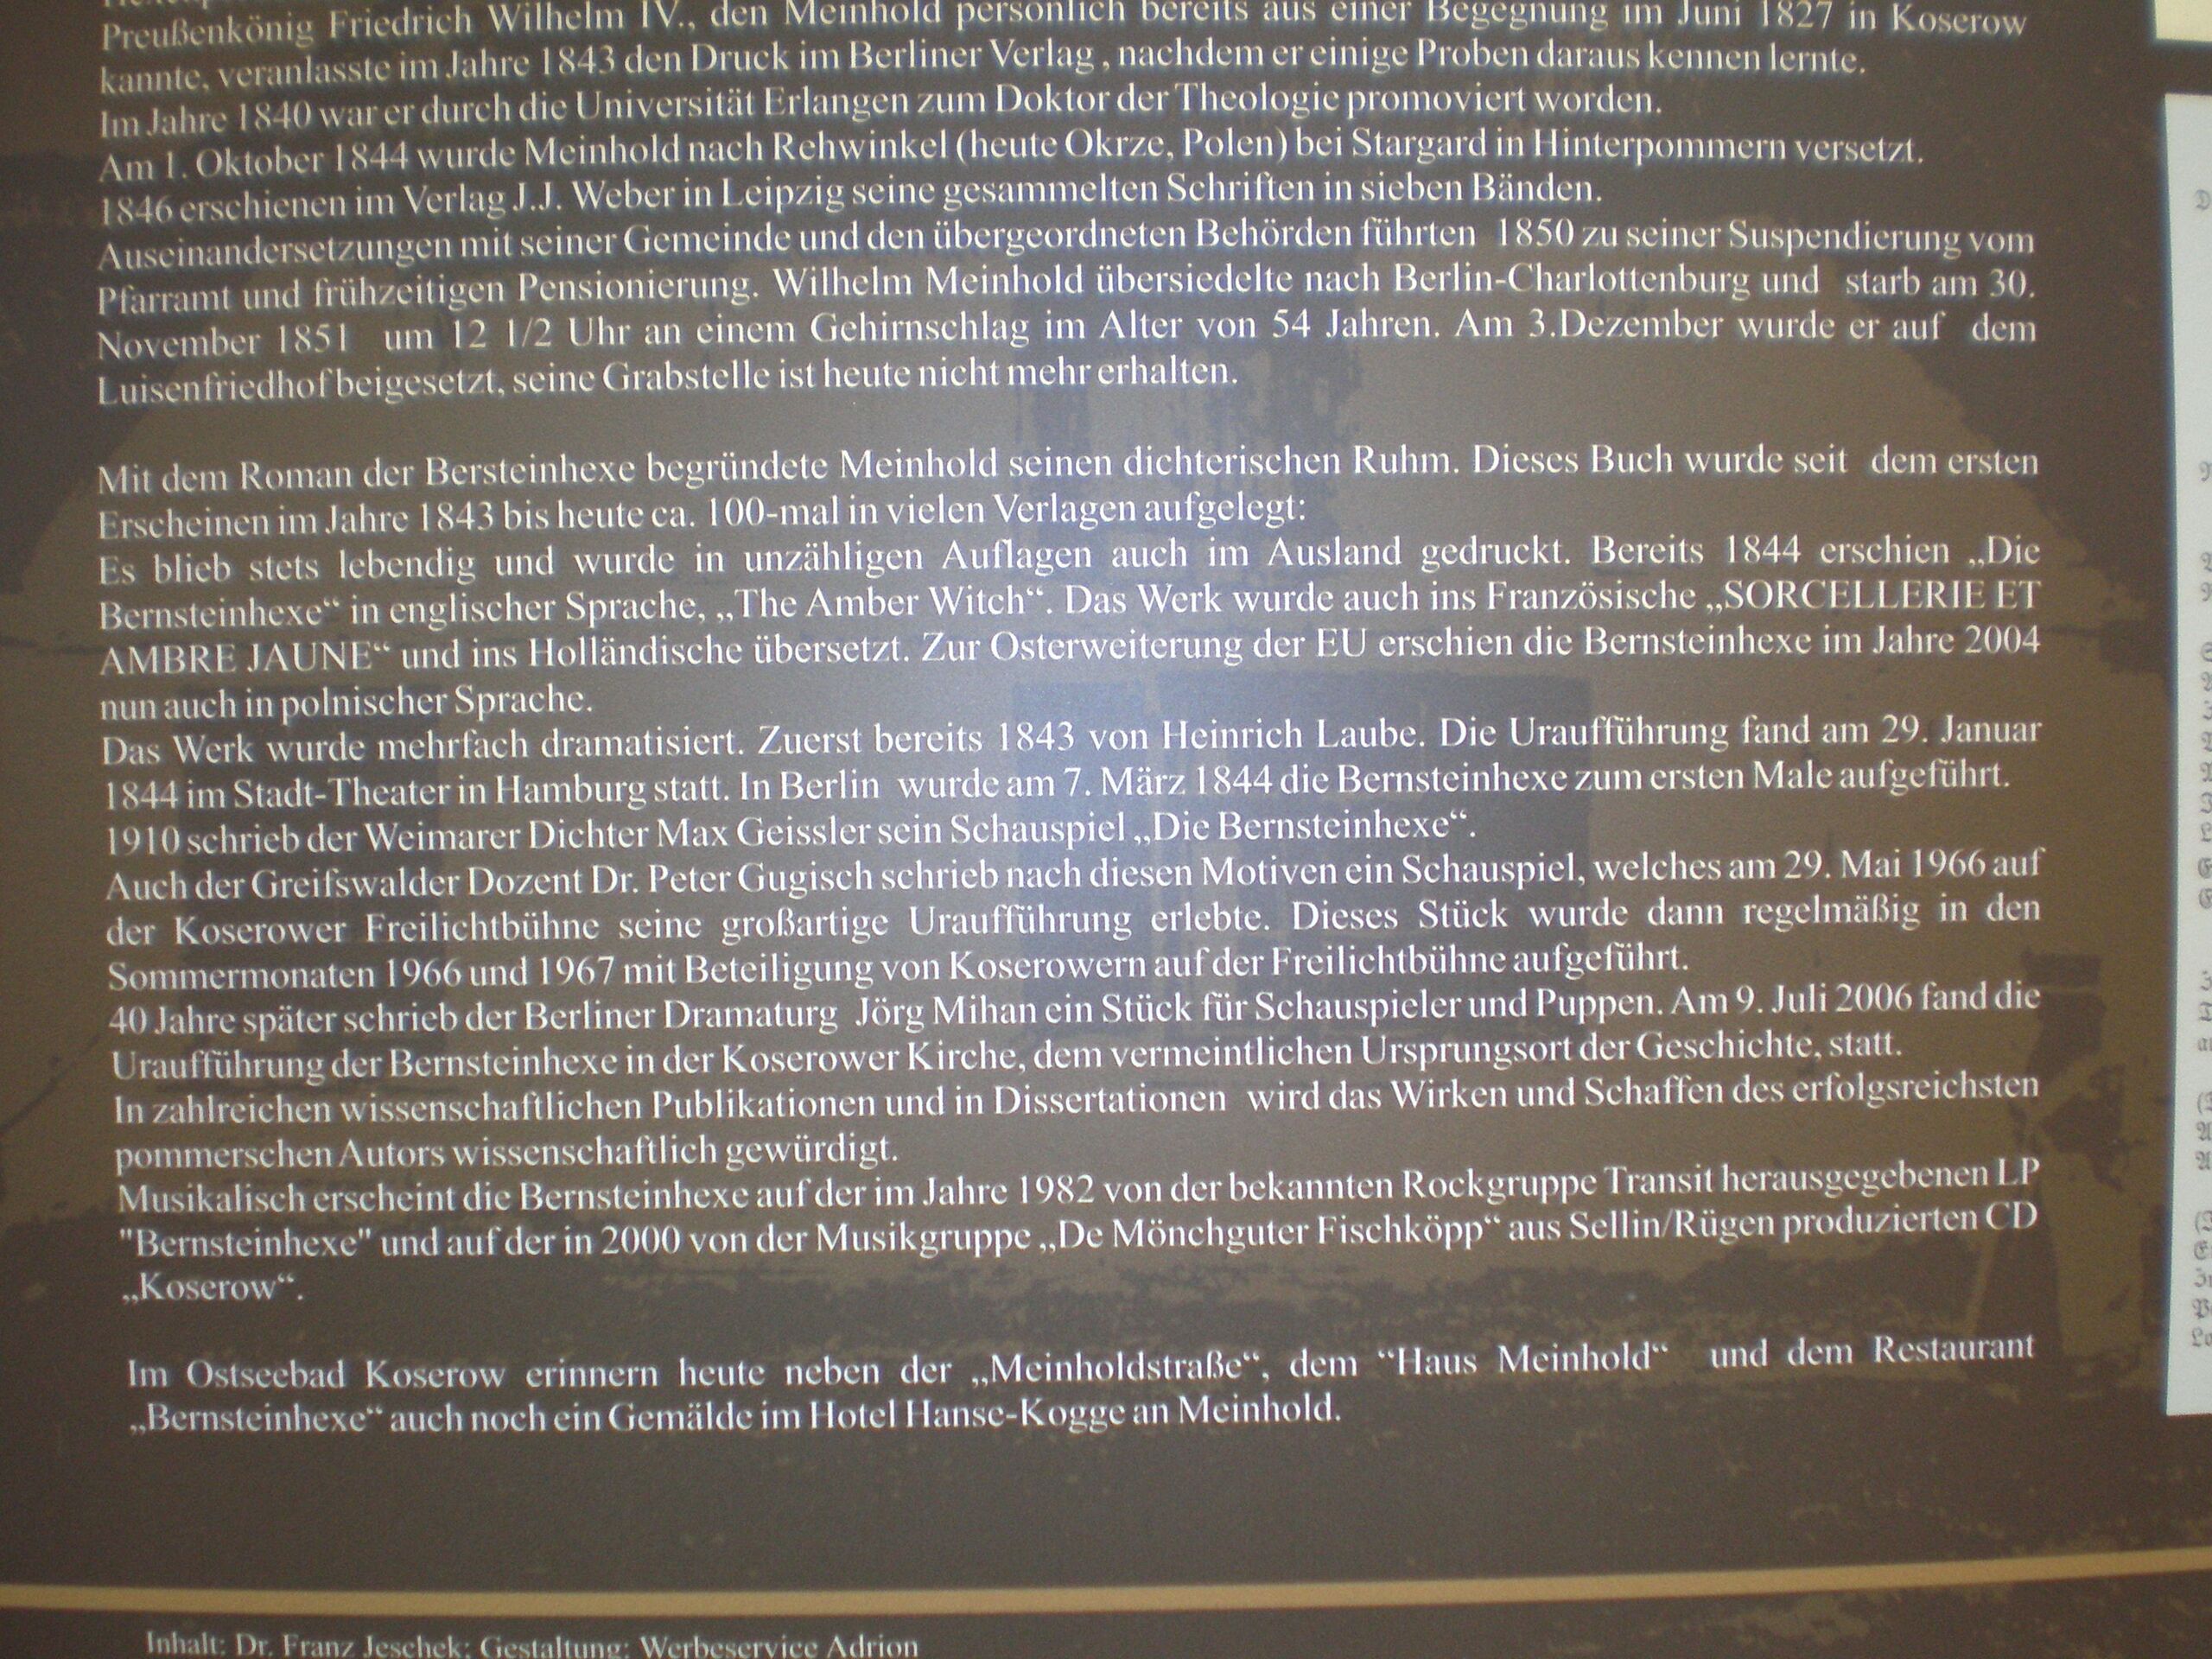 Preußenkönig Friedrich Wilhelm IV., den Meinhold persönlich bereits aus einer Begegnung im Juni 1827 in Koserow
kannte, veranlasste im Jahre 1843 den Druck im Berliner Verlag , nachdem er einige Proben daraus kennen lernte.
Im Jahre 1840 war er durch die Universität Erlangen zum Doktor der Theologie promoviert worden.
Am 1. Oktober 1844 wurde Meinhold nach Rehwinkel (heute Okrze, Polen) bei Stargard in Hinterpommern versetzt.
1846 erschienen im Verlag J.J. Weber in Leipzig seine gesammelten Schriften in sieben Bänden.
Auseinandersetzungen mit seiner Gemeinde und den übergeordneten Behörden führten 1850 zu seiner Suspendierung vom
Pfarramt und frühzeitigen Pensionierung. Wilhelm Meinhold übersiedelte nach Berlin-Charlottenburg und starb am 30.
November 1851 um 12 1/2 Uhr an einem Gehirnschlag im Alter von 54 Jahren. Am 3.Dezember wurde er auf dem
Luisenfriedhof beigesetzt, seine Grabstelle ist heute nicht mehr erhalten.
Mit dem Roman der Bersteinhexe begründete Meinhold seinen dichterischen Ruhm. Dieses Buch wurde seit dem ersten
Erscheinen im Jahre 1843 bis heute ca. 100-mal in vielen Verlagen aufgelegt:
Es blieb stets lebendig und wurde in unzähligen Auflagen auch im Ausland gedruckt. Bereits 1844 erschien „Die
Bernsteinhexe“ in englischer Sprache, „The Amber Witch“. Das Werk wurde auch ins Französische „SORCELLERIE ET
AMBRE JAUNE“ und ins Holländische übersetzt. Zur Osterweiterung der EU erschien die Bernsteinhexe im Jahre 2004
nun auch in polnischer Sprache.
Das Werk wurde mehrfach dramatisiert. Zuerst bereits 1843 von Heinrich Laube. Die Uraufführung fand am 29. Januar
1844 im Stadt-Theater in Hamburg statt. In Berlin wurde am 7. März 1844 die Bernsteinhexe zum ersten Male aufgeführt.
1910 schrieb der Weimarer Dichter Max Geissler sein Schauspiel „Die Bernsteinhexe“.
Auch der Greifswalder Dozent Dr. Peter Gugisch schrieb nach diesen Motiven ein Schauspiel, welches am 29. Mai 1966 auf
der Koserower Freilichtbühne seine großartige Uraufführung erlebte. Dieses Stück wurde dann regelmäßig in den
Sommermonaten 1966 und 1967 mit Beteiligung von Koserowern auf der Freilichtbühne aufgeführt.
40 Jahre später schrieb der Berliner Dramaturg Jörg Mihan ein Stück für Schauspieler und Puppen. Am 9. Juli 2006 fand die
Uraufführung der Bernsteinhexe in der Koserower Kirche, dem vermeintlichen Ursprungsort der Geschichte, statt.
In zahlreichen wissenschaftlichen Publikationen und in Dissertationen wird das Wirken und Schaffen des erfolgsreichsten
pommerschen Autors wissenschaftlich gewürdigt.
Musikalisch erscheint die Bernsteinhexe auf der im Jahre 1982 von der bekannten Rockgruppe Transit herausgegebenen LP
"Bernsteinhexe" und auf der in 2000 von der Musikgruppe „De Mönchguter Fischköpp“ aus Sellin/Rügen produzierten CD
„Koserow“.
Im Ostseebad Koserow erinnern heute neben der „Meinholdstraße“, dem “Haus Meinhold“ und dem Restaurant
„Bernsteinhexe“ auch noch ein Gemälde im Hotel Hanse-Kogge an Meinhold.
Inhalt: Dr. Franz Jeschek; Gestaltung: Werbeservice Adrion